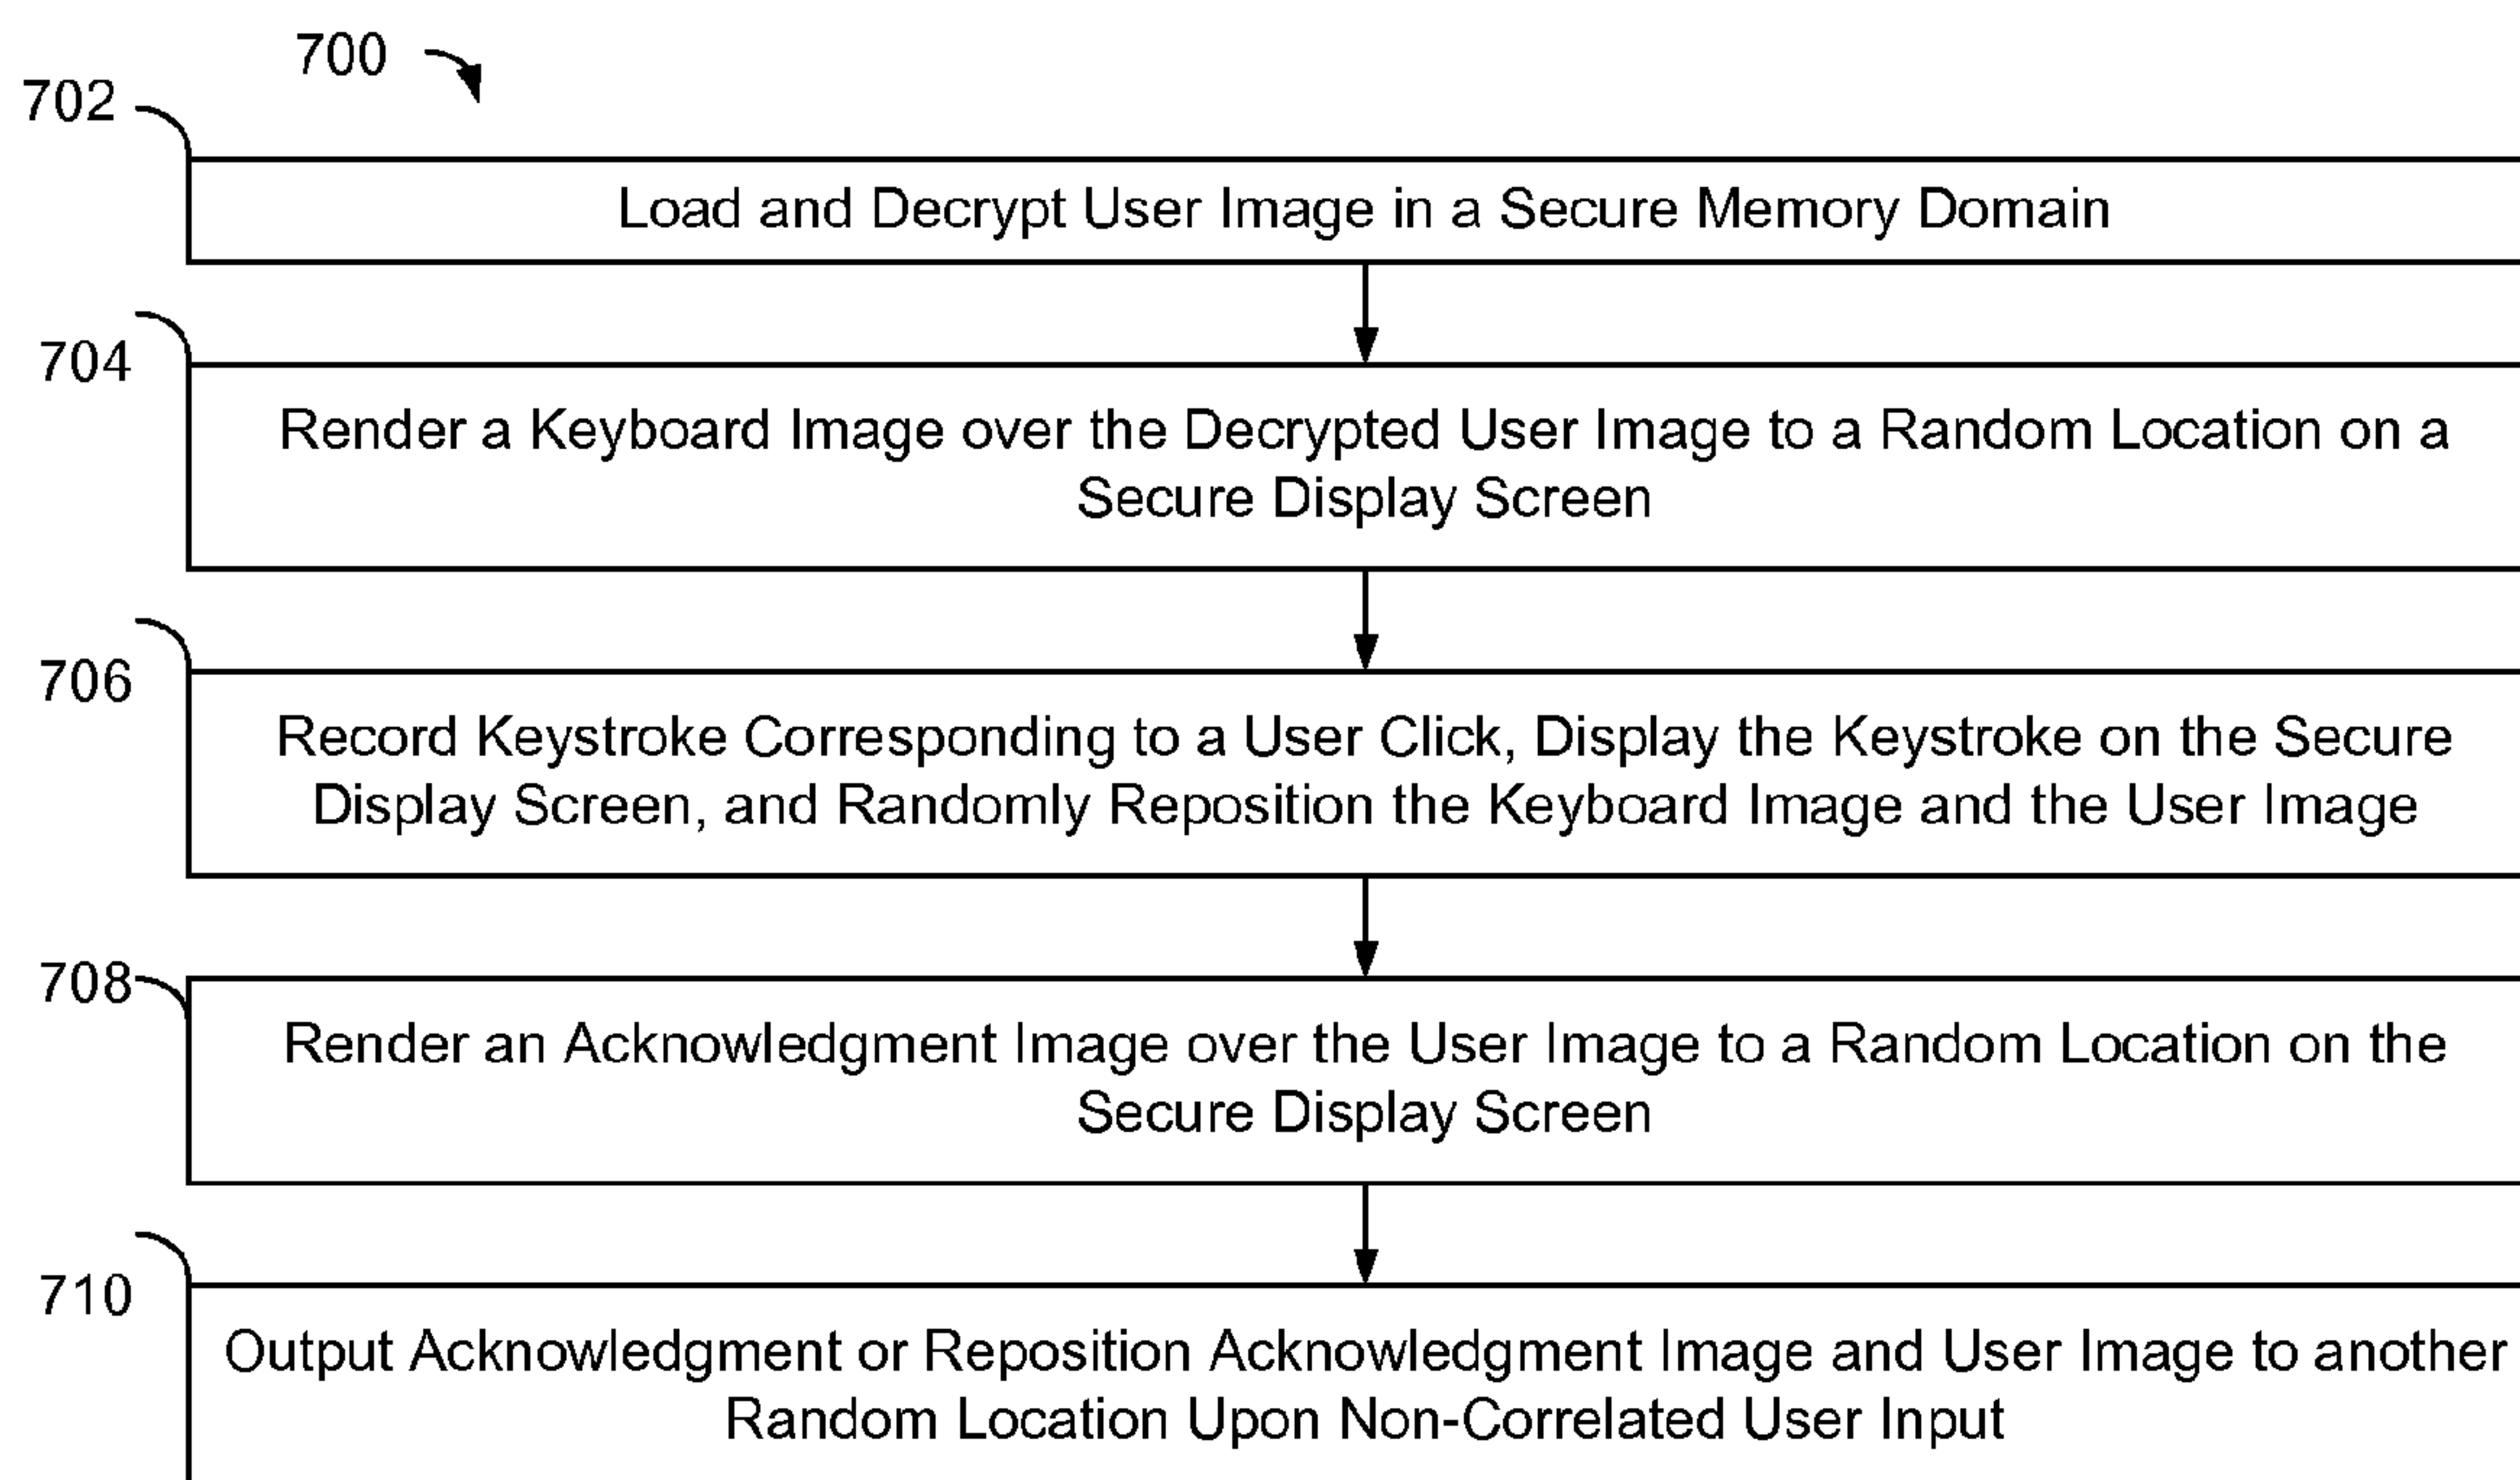 700
702
Load and Decrypt User Image in a Secure Memory Domain
704
Render a Keyboard Image over the Decrypted User Image to a Random Location on a
Secure Display Screen
706
Record Keystroke Corresponding to a User Click, Display the Keystroke on the Secure
Display Screen, and Randomly Reposition the Keyboard Image and the User Image
708
Render an Acknowledgment Image over the User Image to a Random Location on the
Secure Display Screen
710
Output Acknowledgment or Reposition Acknowledgment Image and User Image to another
Random Location Upon Non-Correlated User Input